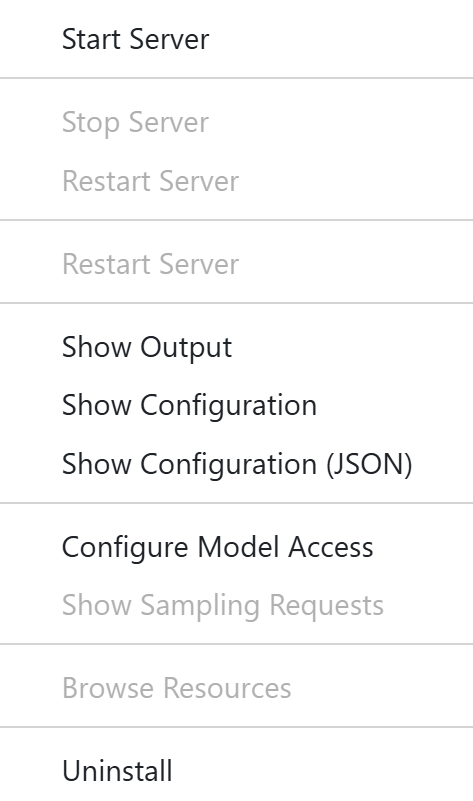 Start Server
Stop Server
Restart Server
Restart Server
Show Output
Show Configuration
Show Configuration (JSON)
Configure Model Access
Show Sampling Requests
Browse Resources
Uninstall